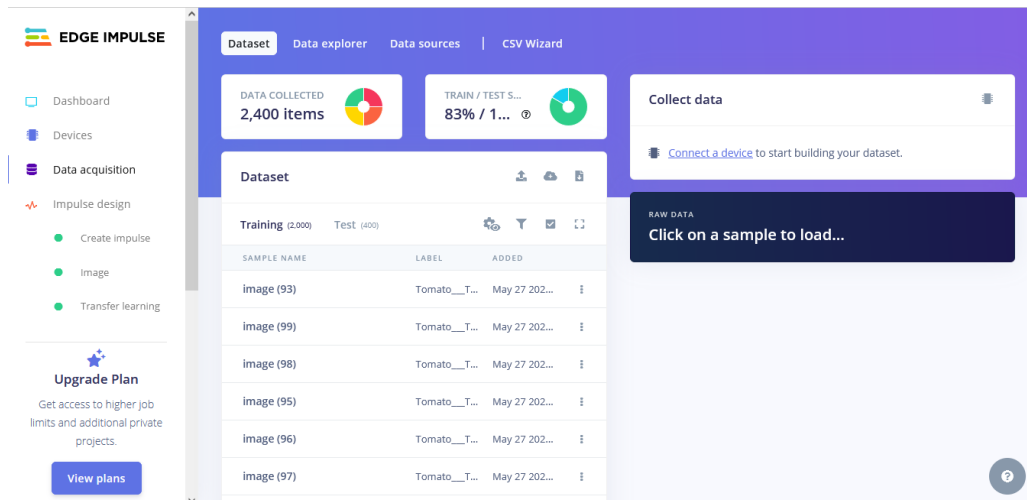 EDGE IMPULSE
Dashboard
Devices
Data acquisition
Impulse design
Create impulse
Image
Transfer learning
Upgrade Plan
Get access to higher job
limits and additional private
projects.
View plans
Dataset Data explorer Data sources | CSV Wizard
DATA COLLECTED
2,400 items
TRAIN / TEST S...
83% / 1...
Collect data
Connect a device to start building your dataset.
RAW DATA
Click on a sample to load...
Dataset
Training (2,000) Test (400)
SAMPLE NAME LABEL ADDED
image (93) Tomato___T... May 27 202...
image (99) Tomato___T... May 27 202...
image (98) Tomato___T... May 27 202...
image (95) Tomato___T... May 27 202...
image (96) Tomato___T... May 27 202...
image (97) Tomato___T... May 27 202...